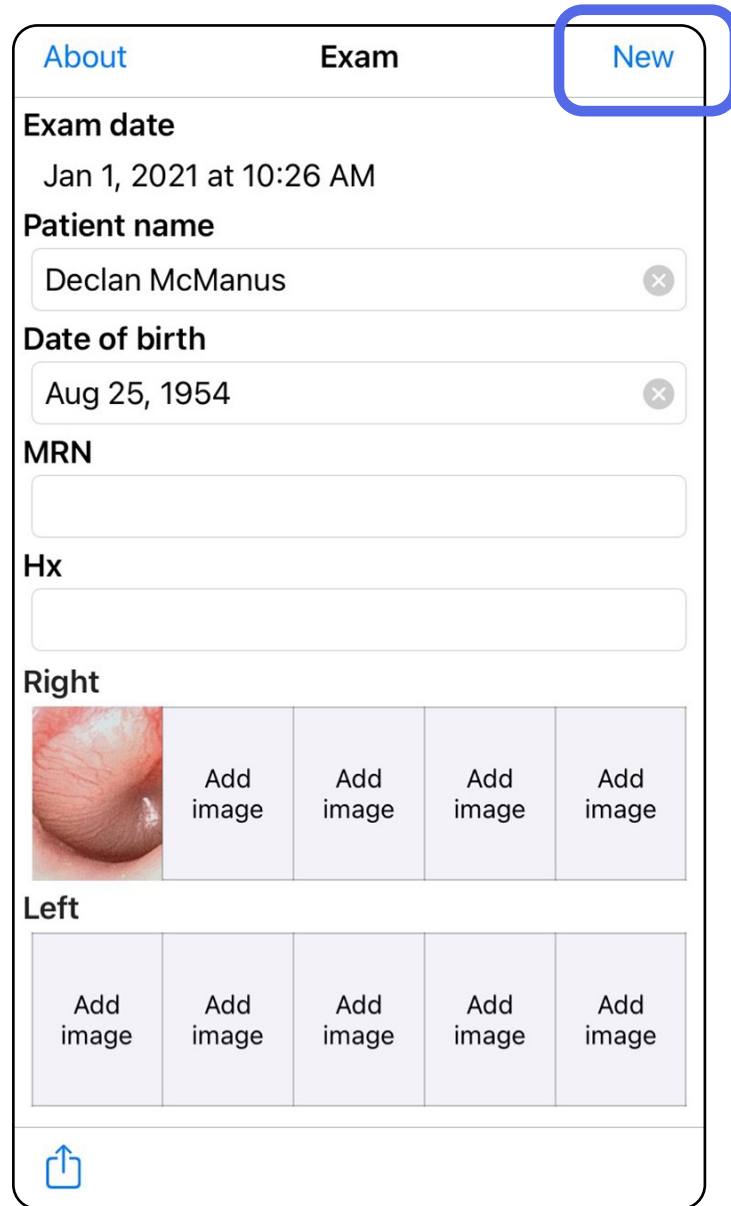 About Exam New
Exam date
Jan 1, 2021 at 10:26 AM
Patient name
Declan McManus
Date of birth
Aug 25, 1954
MRN
Hx
Right
Add Add Add Add
image image image image
Left
Add Add Add Add Add
image image image image image